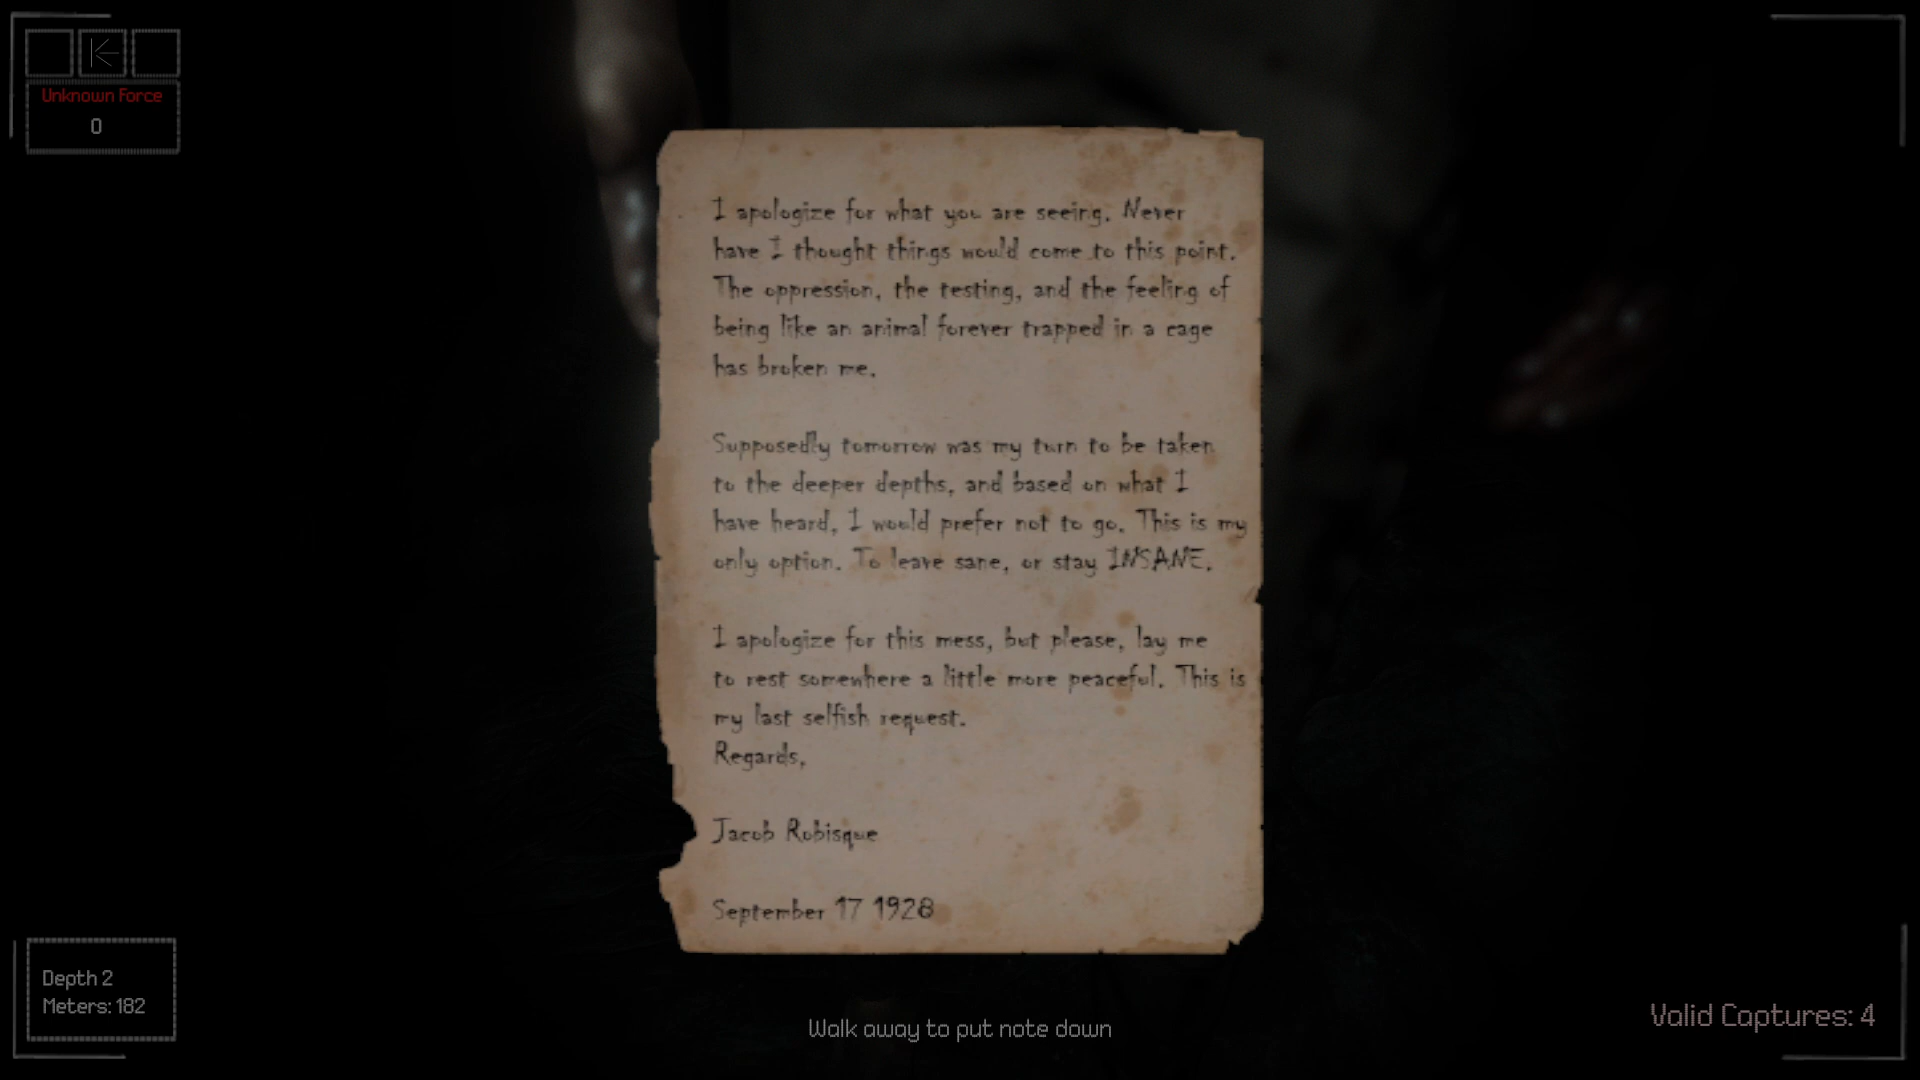 Unknown Force
0
I apologize for what you are seeing. Never
have I thought things would come to this point.
The oppression, the testing, and the feeling of
being like an animal forever trapped in a cage
has broken me.
Supposedly tomorrow was my turn to be taken
to the deeper depths, and based on what I
have heard, I would prefer not to go. This is my
only option. To leave sane, or stay INSANE.
I apologize for this mess, but please, lay me
to rest somewhere a little more peaceful. This is
my last selfish request.
Regards,
Jacob Robisque
September 17 1928
Depth 2
Meters: 182
Walk away to put note down
Valid Captures: 4